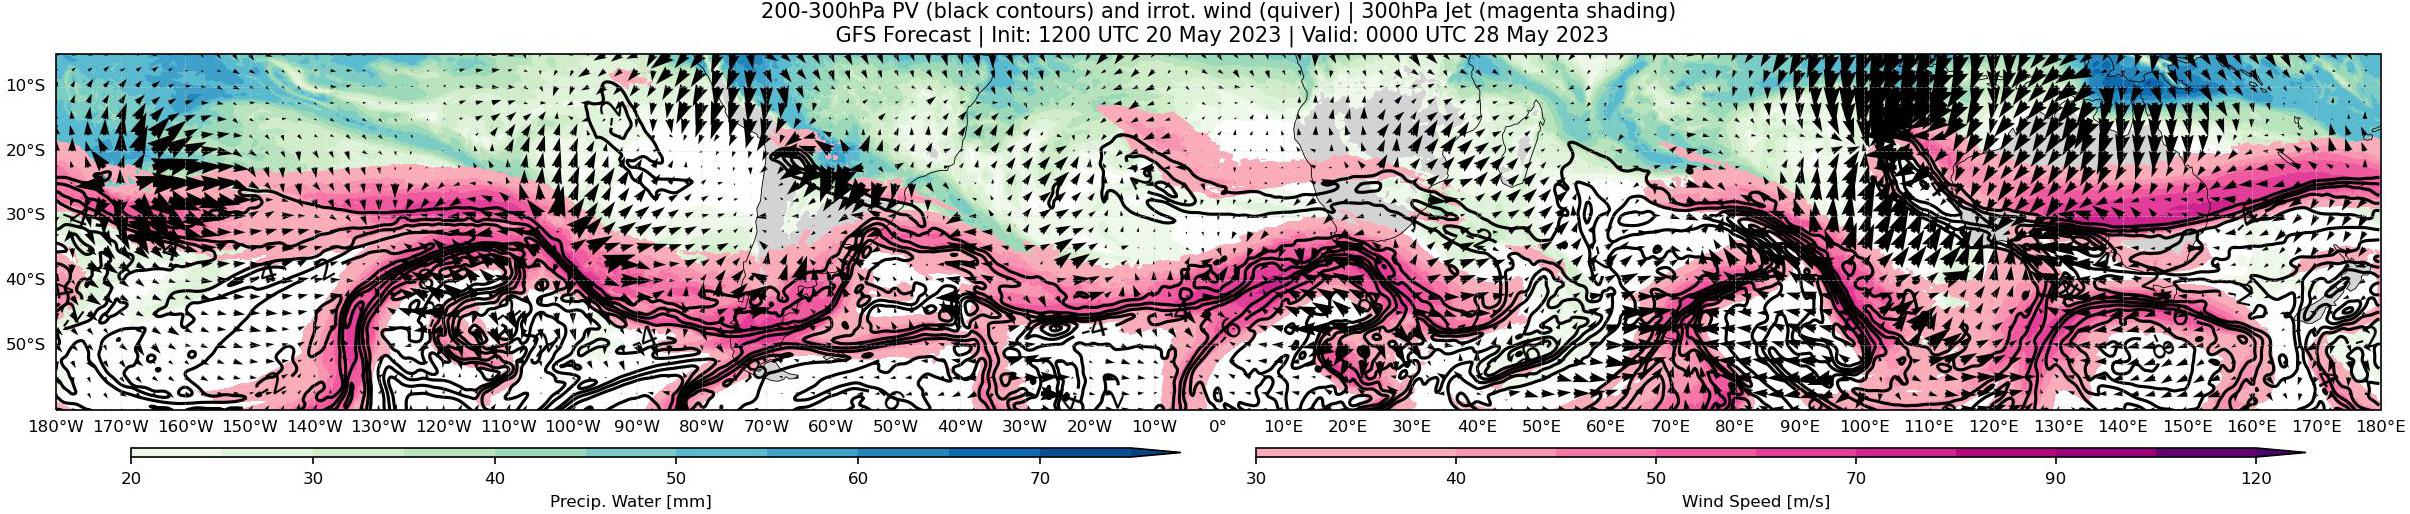 200-300hPa PV (black contours) and irrot. wind (quiver) | 300hPa Jet (magenta shading)
GFS Forecast | Init: 1200 UTC 20 May 2023 | Valid: 0000 UTC 28 May 2023
10°S
20°S
30°S
40°S
50°S
180°W 170°W 160°W 150°W 140°W 130°W 120°W 110°W 100°W 90°W 80°W 70°W 60°W 50°W 40°W 30°W 20°W 10°W 0° 10°E 20°E 30°E 40°E 50°E 60°E 70°E 80°E 90°E 100°E 110°E 120°E 130°E 140°E 150°E 160°E 170°E 180°E
20 30 40 50 60 70
Precip. Water [mm]
30 40 50 70 90 120
Wind Speed [m/s]